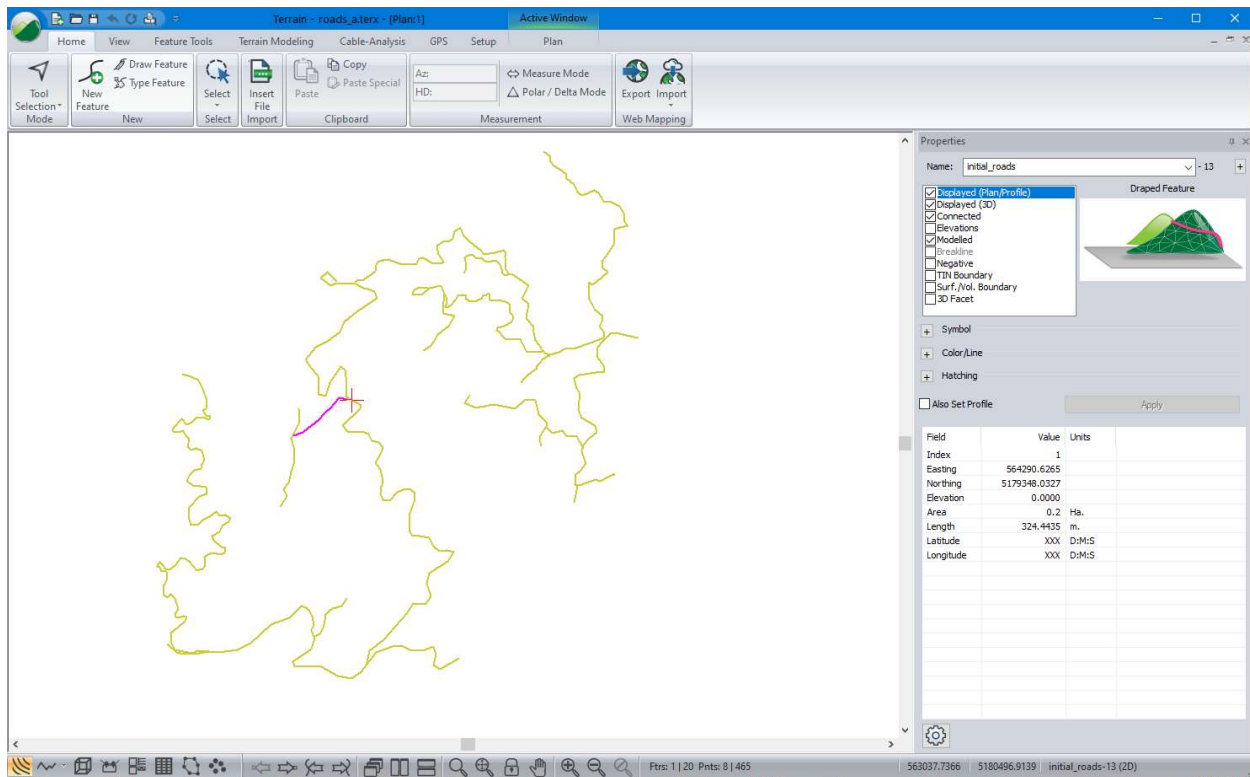 Terrain - roads_a.terx - [Plan:1]
Active Window
Home
View
Feature Tools
Terrain Modeling
Cable-Analysis
GPS
Setup
Plan
Tool
Selection
Mode
New
Feature
Draw Feature
Type Feature
New
Select
Select
Insert
File
Import
Paste
Copy
Paste Special
Clipboard
Az:
HD:
Measure Mode
Polar / Delta Mode
Measurement
Export
Import
Web Mapping
Properties
Name: initial_roads - 13
Displayed (Plan/Profile)
Displayed (3D)
Connected
Elevations
Modelled
Breakline
Negative
TIN Boundary
Surf./Vol. Boundary
3D Facet
Draped Feature
Symbol
Color/Line
Hatching
Also Set Profile
Apply
Field Value Units
Index 1
Easting 564290.6265
Northing 5179348.0327
Elevation 0.0000
Area 0.2 Ha.
Length 324.4435 m.
Latitude XXX D:M:S
Longitude XXX D:M:S
Ftrs: 1 | 20 Pnts: 8 | 465
563037.7366 5180496.9139 initial_roads-13 (2D)